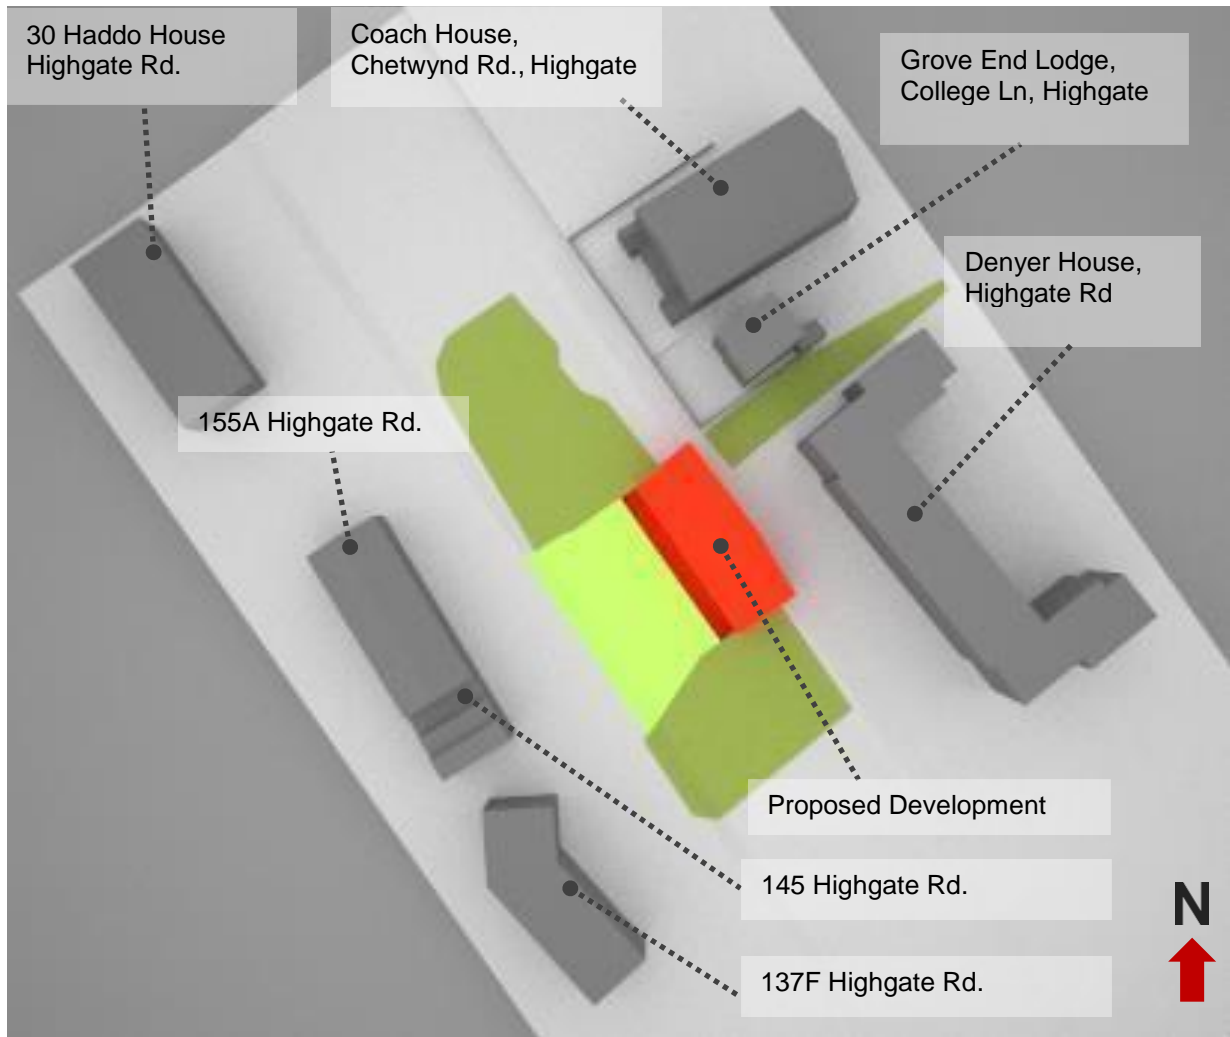 30 Haddo House
Highgate Rd.
Coach House,
Chetwynd Rd., Highgate
Grove End Lodge,
College Ln, Highgate
Denyer House,
Highgate Rd
155A Highgate Rd.
Proposed Development
145 Highgate Rd.
137F Highgate Rd.
N